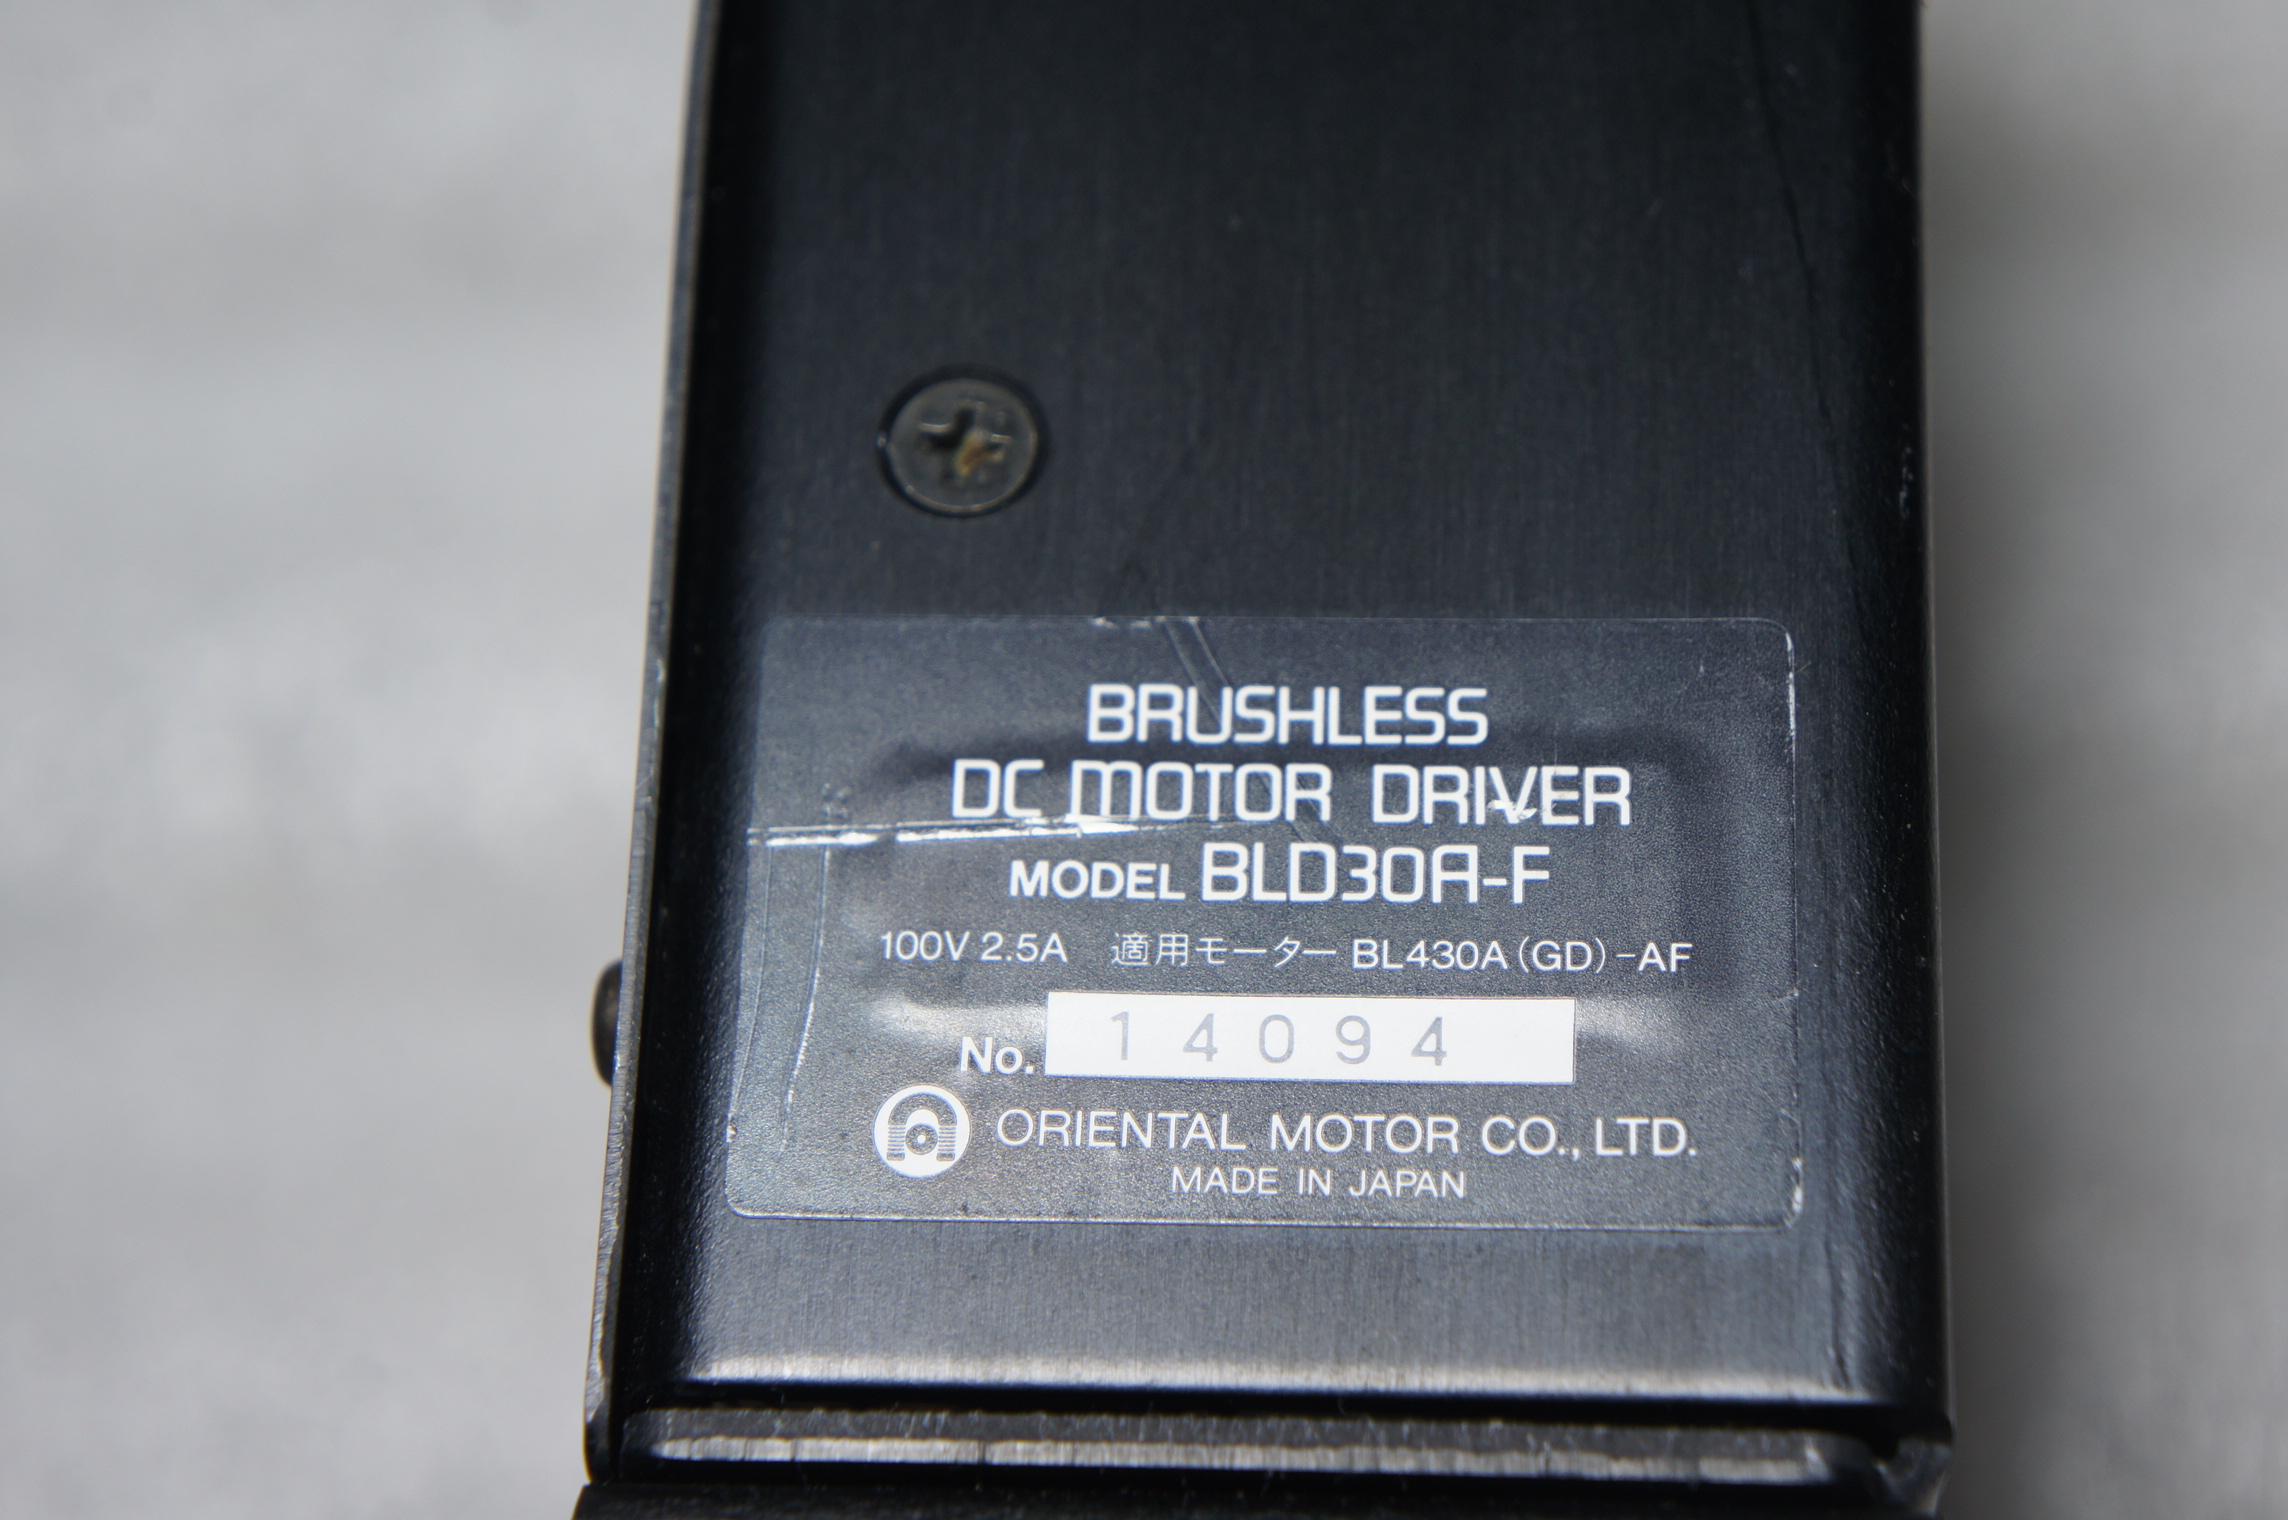 BRUSHLESS
DC MOTOR DRIVER
MODEL BLD30A-F
100V 2.5A 適用モーター BL430A(GD)-AF
No. 14094
ORIENTAL MOTOR CO., LTD.
MADE IN JAPAN